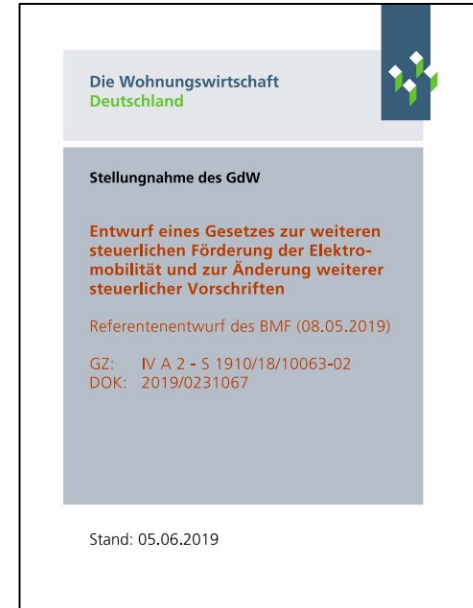 Die Wohnungswirtschaft
Deutschland
Stellungnahme des GdW
Entwurf eines Gesetzes zur weiteren
steuerlichen Förderung der Elektro-
mobilität und zur Änderung weiterer
steuerlicher Vorschriften
Referentenentwurf des BMF (08.05.2019)
GZ: IV A 2 - S 1910/18/10063-02
DOK: 2019/0231067
Stand: 05.06.2019